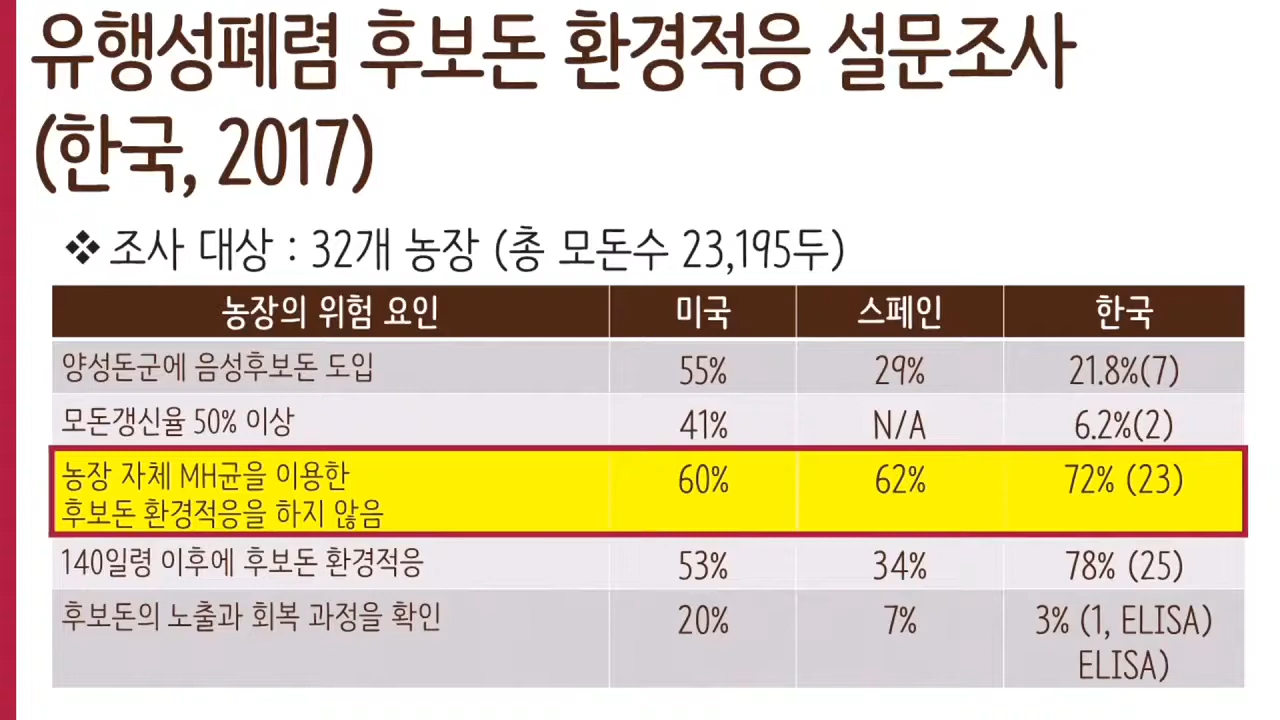 유행성폐렴 후보돈 환경적응 설문조사
(한국, 2017)
❖ 조사 대상 : 32개 농장 (총 모돈수 23,195두)
농장의 위험 요인 미국 스페인 한국
양성돈군에 음성후보돈 도입 55% 29% 21.8%(7)
모돈갱신율 50% 이상 41% N/A 6.2%(2)
농장 자체 MH균을 이용한 60% 62% 72% (23)
후보돈 환경적응을 하지 않음
140일령 이후에 후보돈 환경적응 53% 34% 78% (25)
후보돈의 노출과 회복 과정을 확인 20% 7% 3% (1, ELISA)
ELISA)